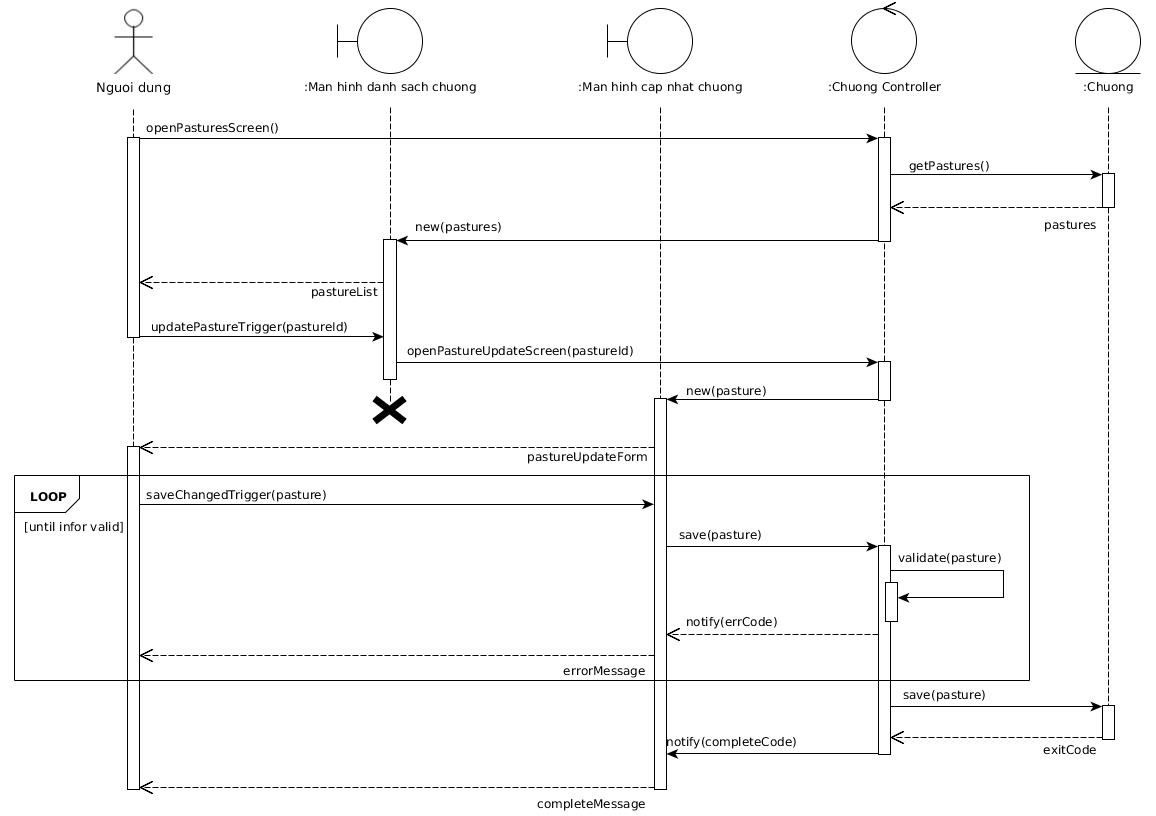 Nguoi dung
:Man hinh danh sach chuong
:Man hinh cap nhat chuong
:Chuong Controller
:Chuong
openPasturesScreen()
getPastures()
pastures
new(pastures)
pastureList
updatePastureTrigger(pastureId)
openPastureUpdateScreen(pastureId)
new(pasture)
pastureUpdateForm
LOOP
saveChangedTrigger(pasture)
[until infor valid]
save(pasture)
validate(pasture)
notify(errCode)
errorMessage
save(pasture)
notify(completeCode)
exitCode
completeMessage